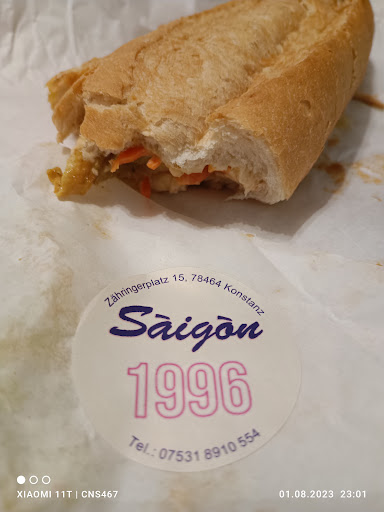 Zähringerplatz 15, 78464 Konstanz
Sàigòn
1996
Tel.: 07531 8910 554
XIAOMI 11T | CNS467
01.08.2023 23:01